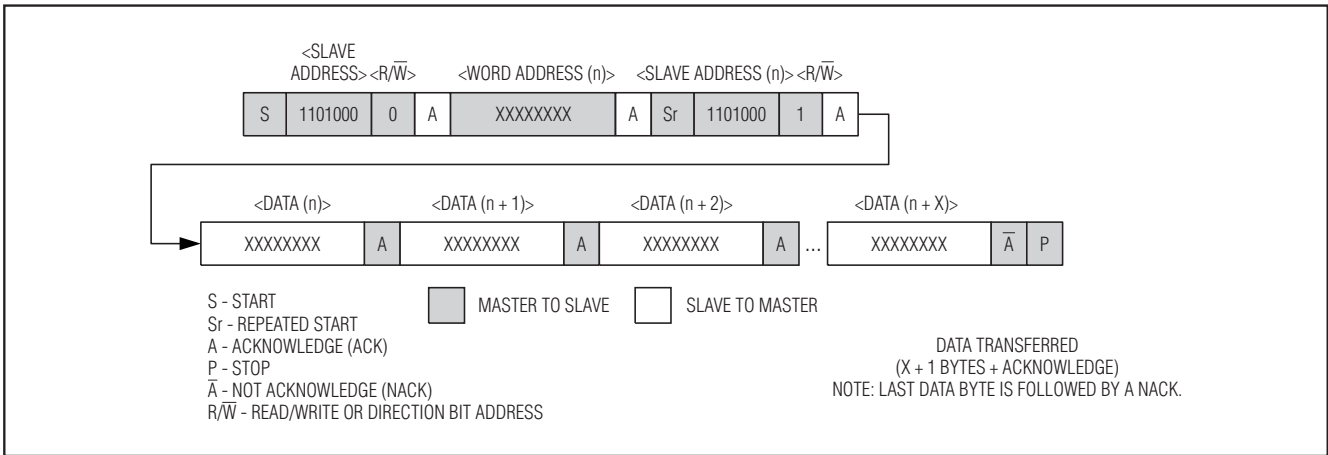 <SLAVE
ADDRESS> <R/W̅> <WORD ADDRESS (n)> <SLAVE ADDRESS (n)> <R/W̅>
S 1101000 0 A XXXXXXXX A Sr 1101000 1 A
<DATA (n)> <DATA (n + 1)> <DATA (n + 2)> <DATA (n + X)>
XXXXXXXX A XXXXXXXX A XXXXXXXX A ... XXXXXXXX A̅ P
S - START
Sr - REPEATED START
A - ACKNOWLEDGE (ACK)
P - STOP
A̅ - NOT ACKNOWLEDGE (NACK)
R/W̅ - READ/WRITE OR DIRECTION BIT ADDRESS
MASTER TO SLAVE SLAVE TO MASTER
DATA TRANSFERRED
(X + 1 BYTES + ACKNOWLEDGE)
NOTE: LAST DATA BYTE IS FOLLOWED BY A NACK.